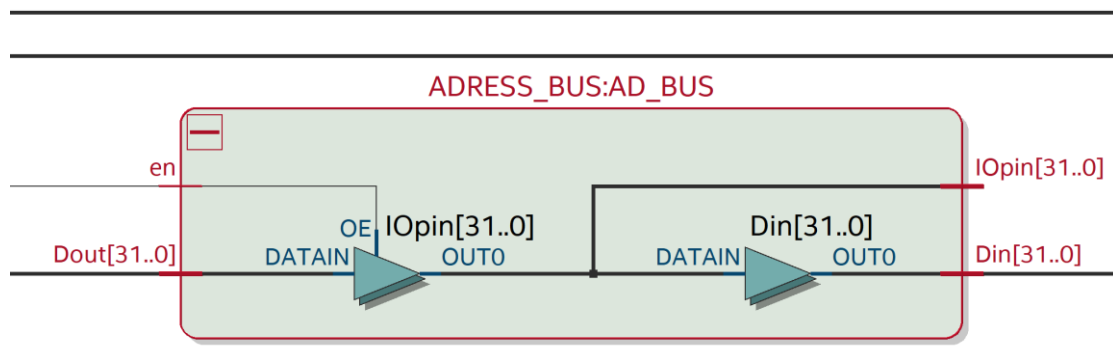 ADRESS_BUS:AD_BUS
en
IOpin[31..0]
OE
IOpin[31..0]
Din[31..0]
Dout[31..0]
DATAIN
OUT0
DATAIN
OUT0
Din[31..0]